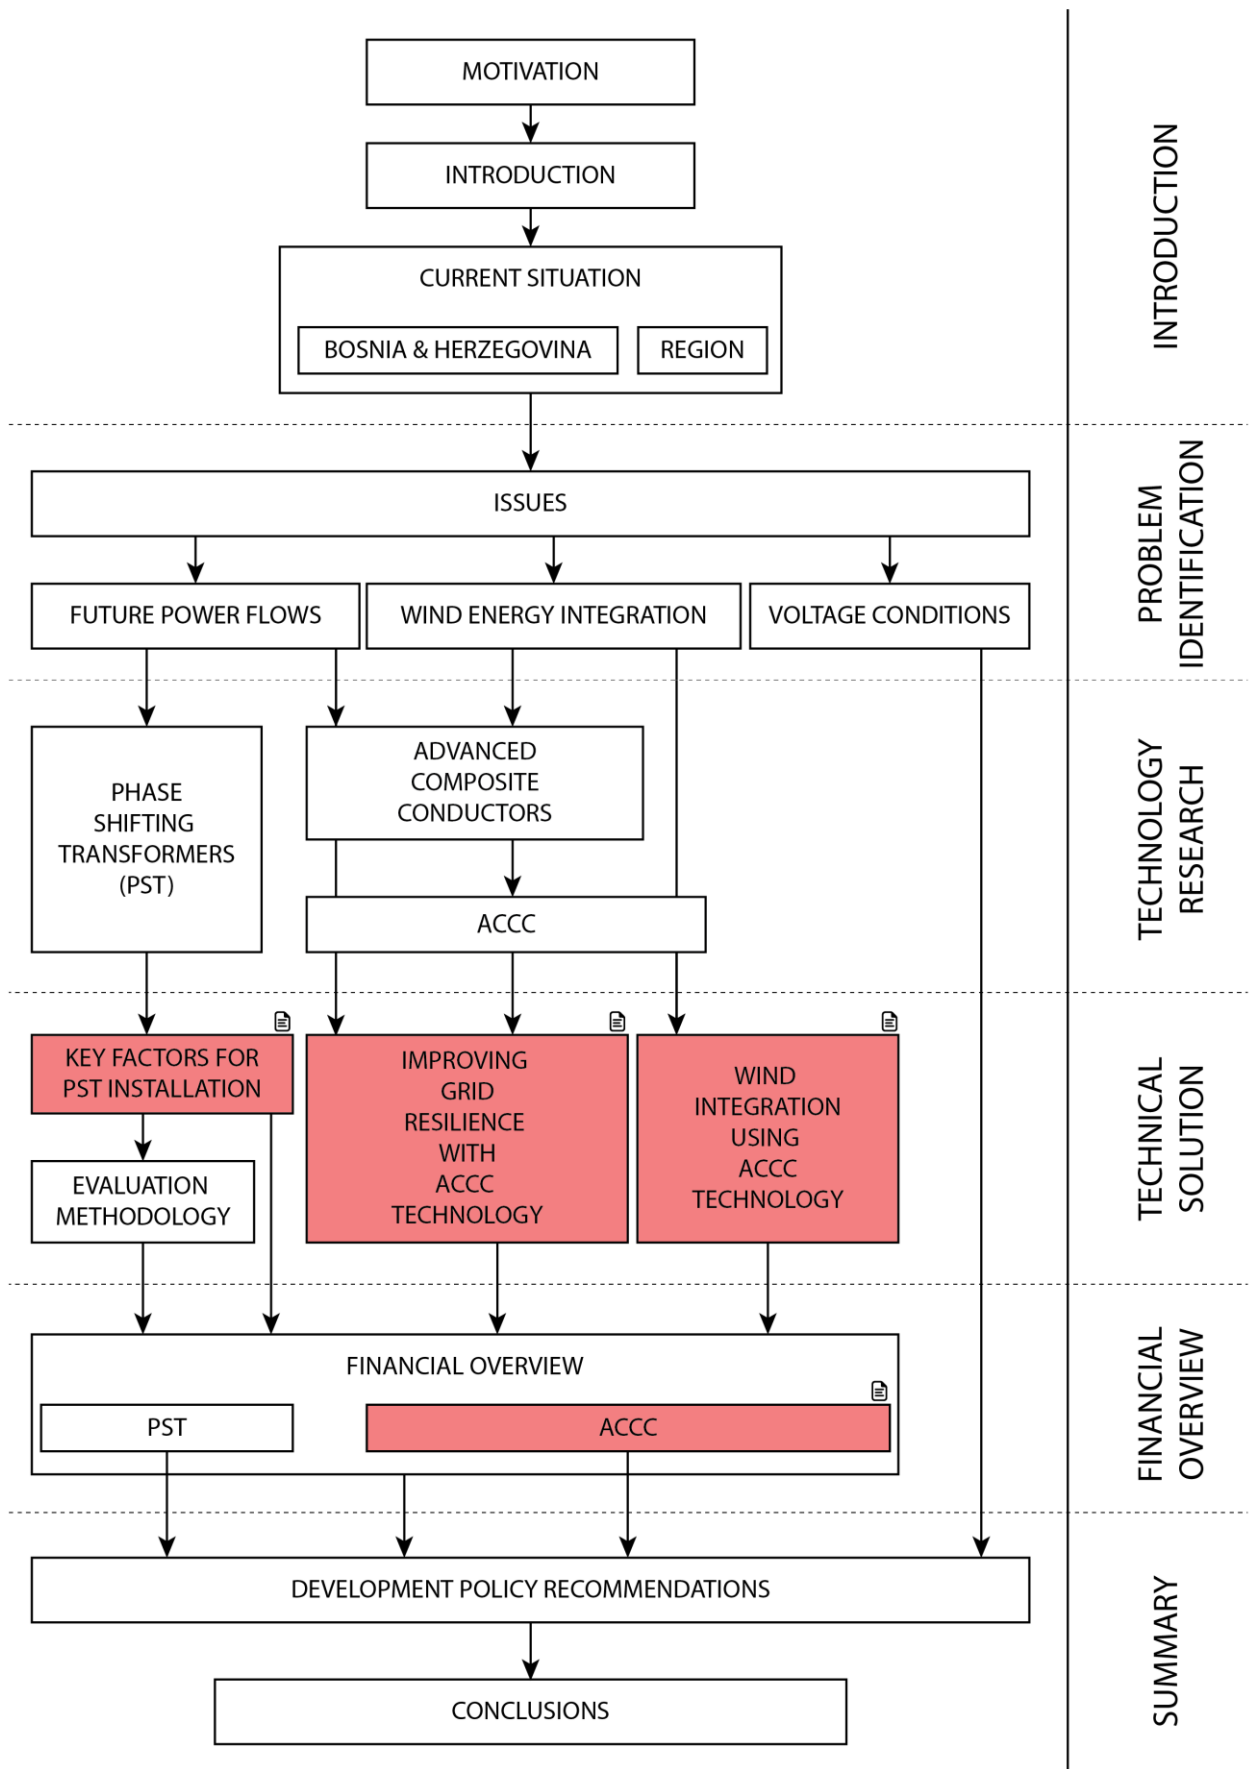 MOTIVATION
INTRODUCTION
CURRENT SITUATION
BOSNIA & HERZEGOVINA
REGION
INTRODUCTION
ISSUES
FUTURE POWER FLOWS
WIND ENERGY INTEGRATION
VOLTAGE CONDITIONS
PROBLEM
IDENTIFICATION
PHASE
SHIFTING
TRANSFORMERS
(PST)
ADVANCED
COMPOSITE
CONDUCTORS
ACCC
TECHNOLOGY
RESEARCH
KEY FACTORS FOR
PST INSTALLATION
EVALUATION
METHODOLOGY
IMPROVING
GRID
RESILIENCE
WITH
ACCC
TECHNOLOGY
WIND
INTEGRATION
USING
ACCC
TECHNOLOGY
TECHNICAL
SOLUTION
FINANCIAL OVERVIEW
PST
ACCC
FINANCIAL
OVERVIEW
DEVELOPMENT POLICY RECOMMENDATIONS
CONCLUSIONS
SUMMARY